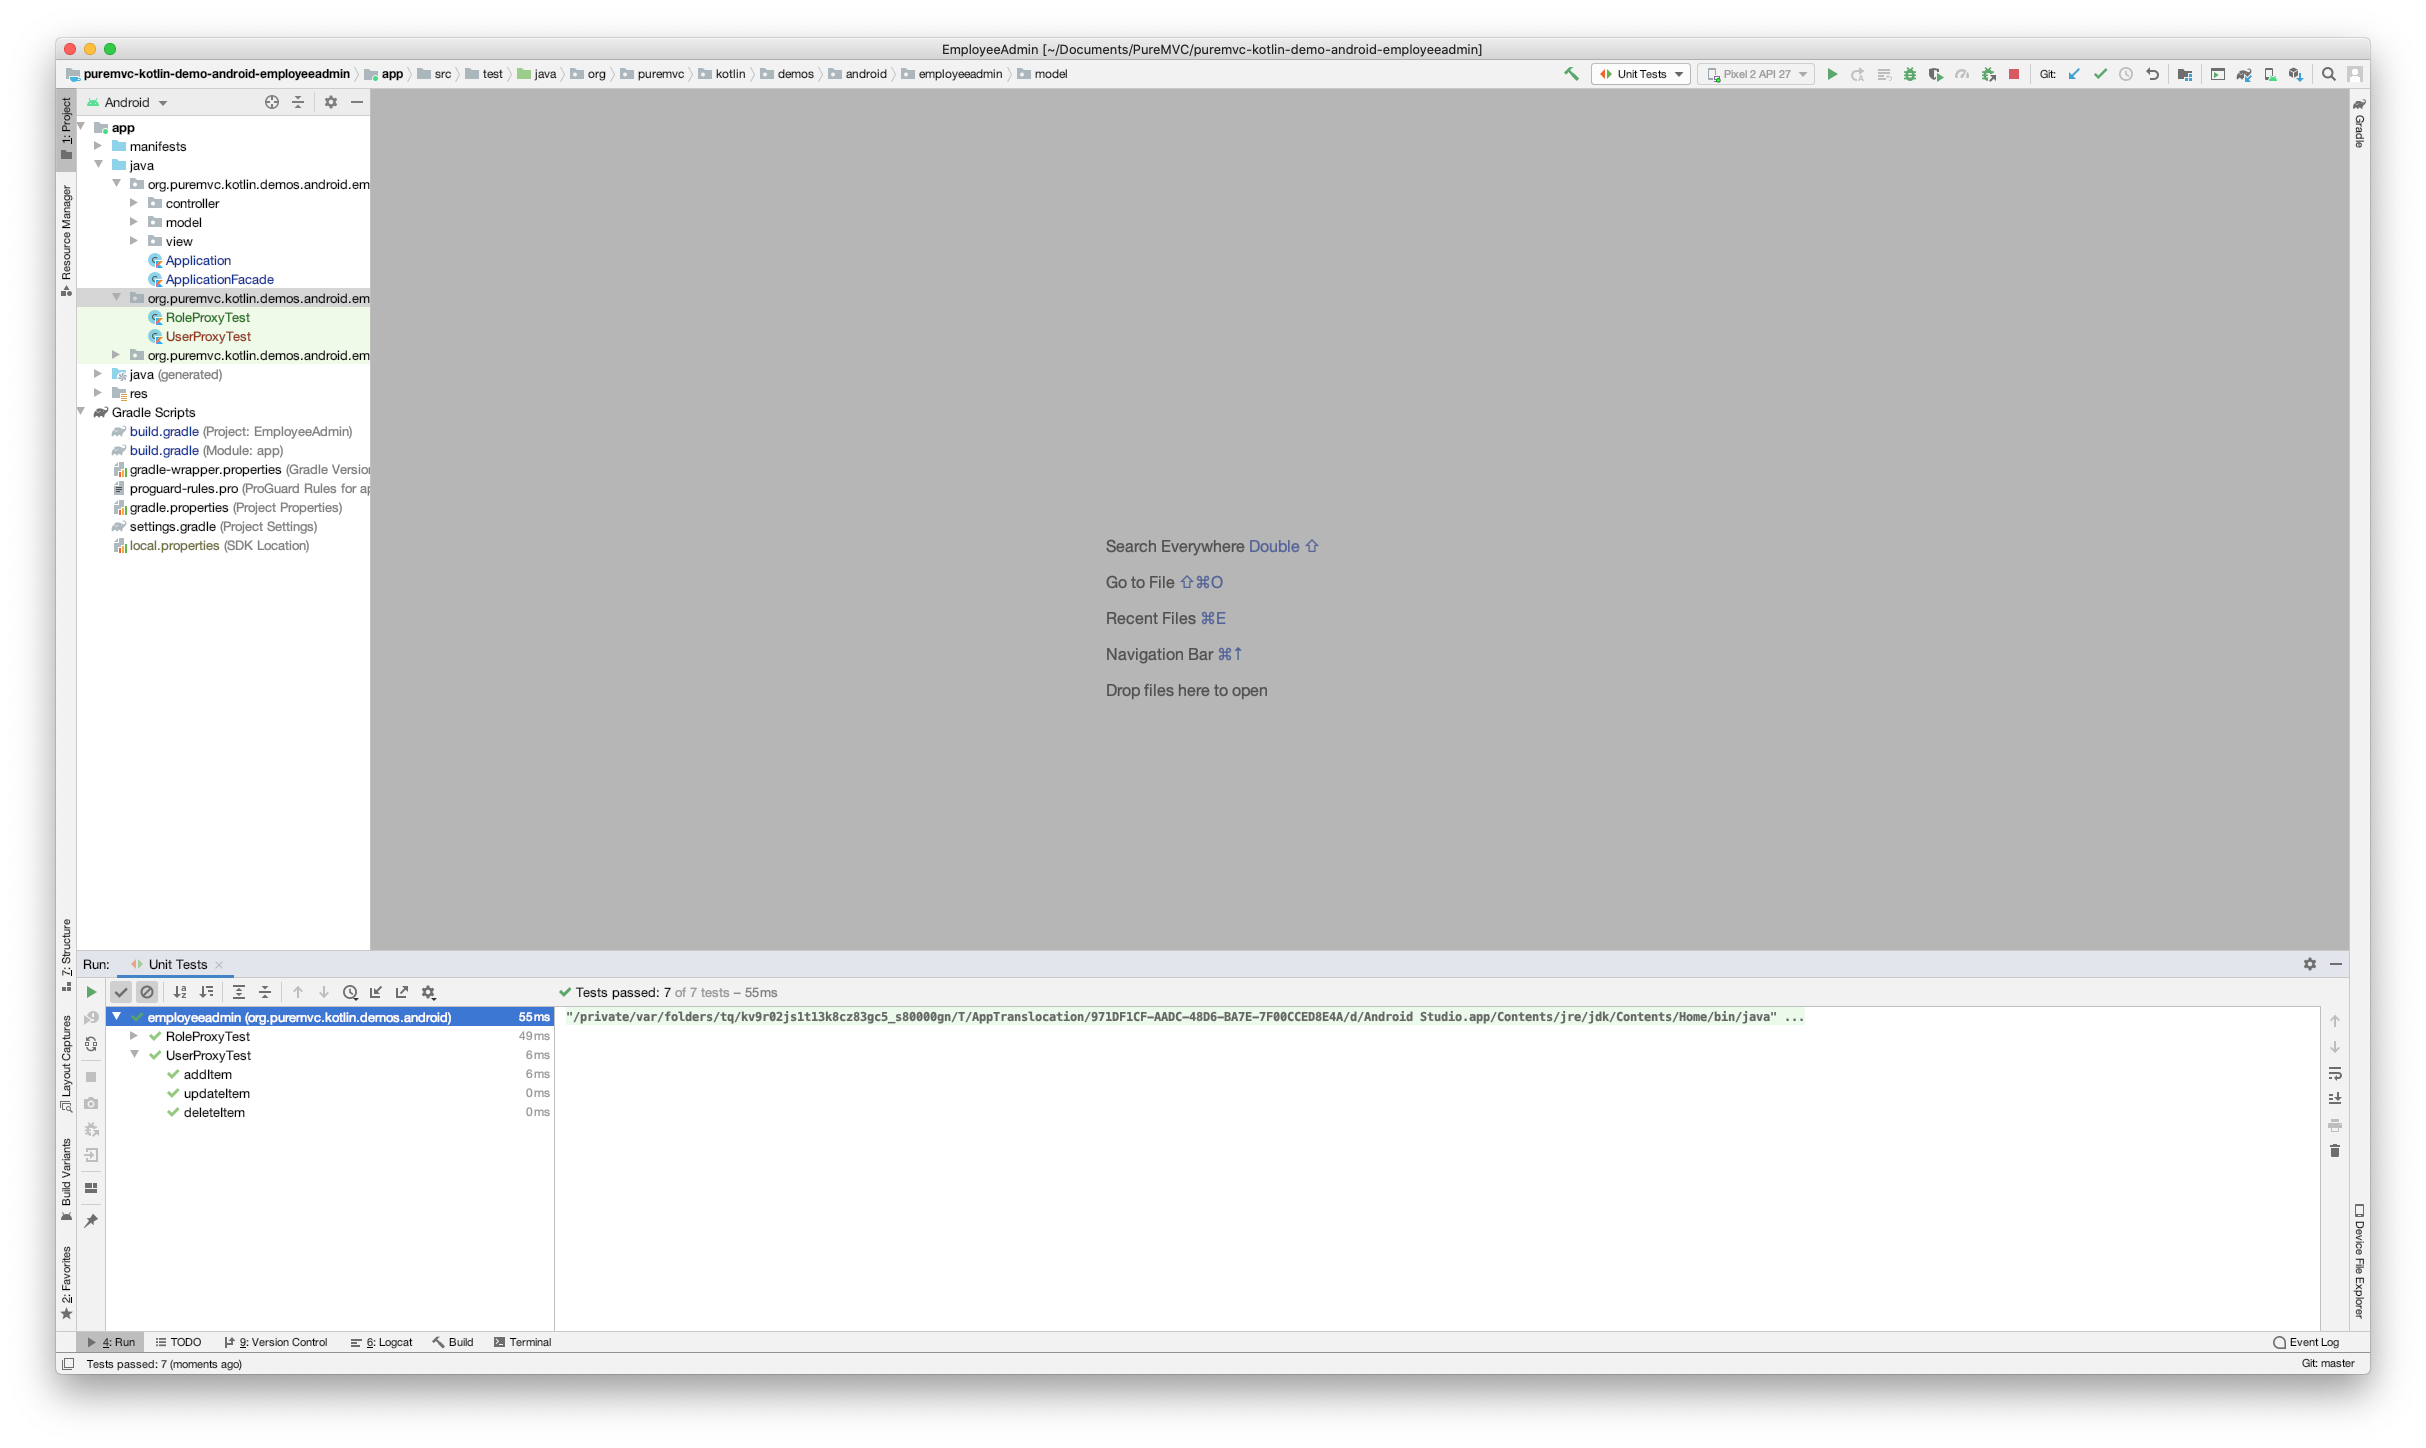 EmployeeAdmin [~/Documents/PureMVC/puremvc-kotlin-demo-android-employeeadmin]
puremvc-kotlin-demo-android-employeeadmin app src test java org puremvc kotlin demos android employeeadmin model Unit Tests Pixel 2 API 27 Git:
1: Project
Resource Manager
7: Structure
Layout Captures
Build Variants
2: Favorites
Android
app
manifests
java
org.puremvc.kotlin.demos.android.em
controller
model
view
Application
ApplicationFacade
org.puremvc.kotlin.demos.android.em
RoleProxyTest
UserProxyTest
org.puremvc.kotlin.demos.android.em
java (generated)
res
Gradle Scripts
build.gradle (Project: EmployeeAdmin)
build.gradle (Module: app)
gradle-wrapper.properties (Gradle Versio
proguard-rules.pro (ProGuard Rules for ap
gradle.properties (Project Properties)
settings.gradle (Project Settings)
local.properties (SDK Location)
Search Everywhere Double ⇧
Go to File ⇧⌘O
Recent Files ⌘E
Navigation Bar ⌘↑
Drop files here to open
Gradle
Device File Explorer
Run: Unit Tests
Tests passed: 7 of 7 tests – 55ms
employeeadmin (org.puremvc.kotlin.demos.android) 55ms
RoleProxyTest 49ms
UserProxyTest 6ms
addItem 6ms
updateItem 0ms
deleteItem 0ms
"/private/var/folders/tq/kv9r02js1t13k8cz83gc5_s80000gn/T/AppTranslocation/971DF1CF-AADC-48D6-BA7E-7F00CCED8E4A/d/Android Studio.app/Contents/jre/jdk/Contents/Home/bin/java" ...
4: Run TODO 9: Version Control 6: Logcat Build Terminal Event Log
Tests passed: 7 (moments ago) Git: master